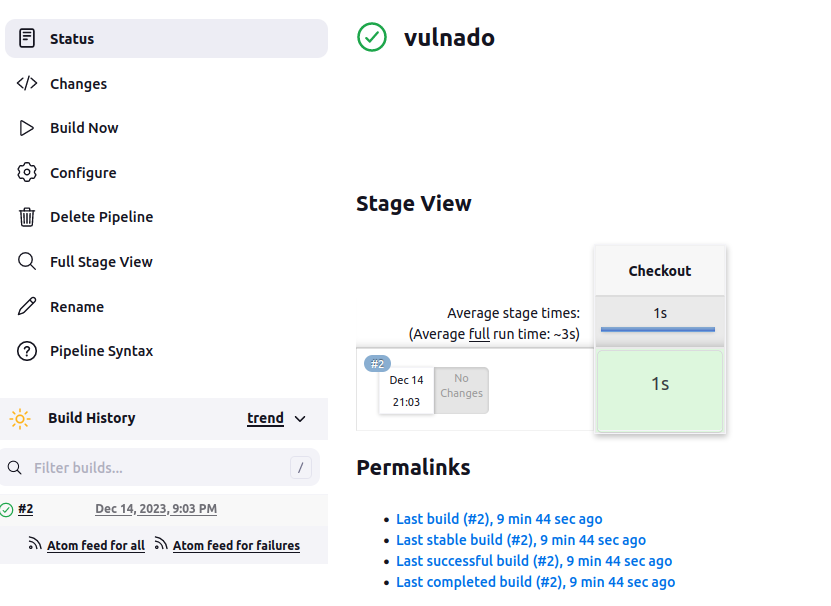 Status
Changes
Build Now
Configure
Delete Pipeline
Full Stage View
Rename
Pipeline Syntax
Build History
trend
Filter builds...
/
#2
Dec 14, 2023, 9:03 PM
Atom feed for all
Atom feed for failures
vulnado
Stage View
Checkout
Average stage times:
(Average full run time: ~3s)
1s
#2
Dec 14
21:03
No
Changes
1s
Permalinks
Last build (#2), 9 min 44 sec ago
Last stable build (#2), 9 min 44 sec ago
Last successful build (#2), 9 min 44 sec ago
Last completed build (#2), 9 min 44 sec ago